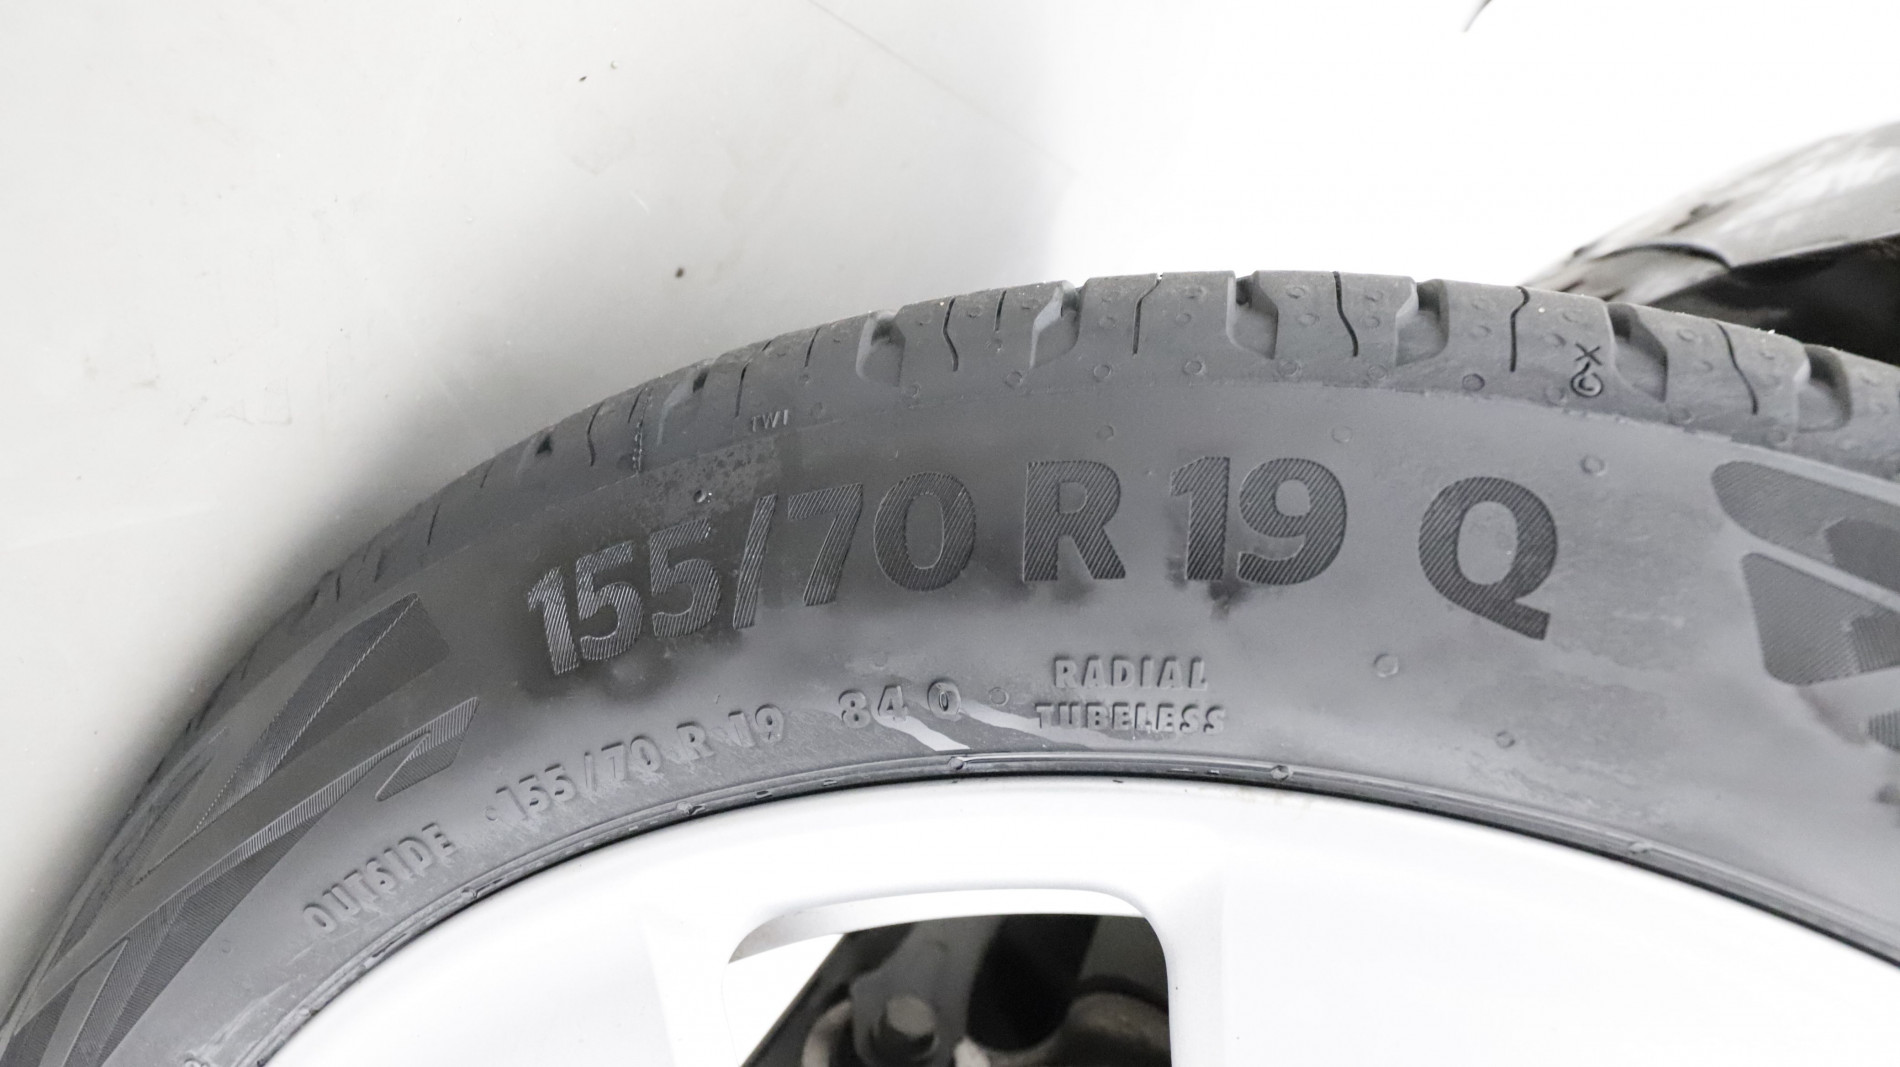 TWI
155/70 R 19 Q
RADIAL
TUBELESS
OUTSIDE 155/70 R 19 84 Q